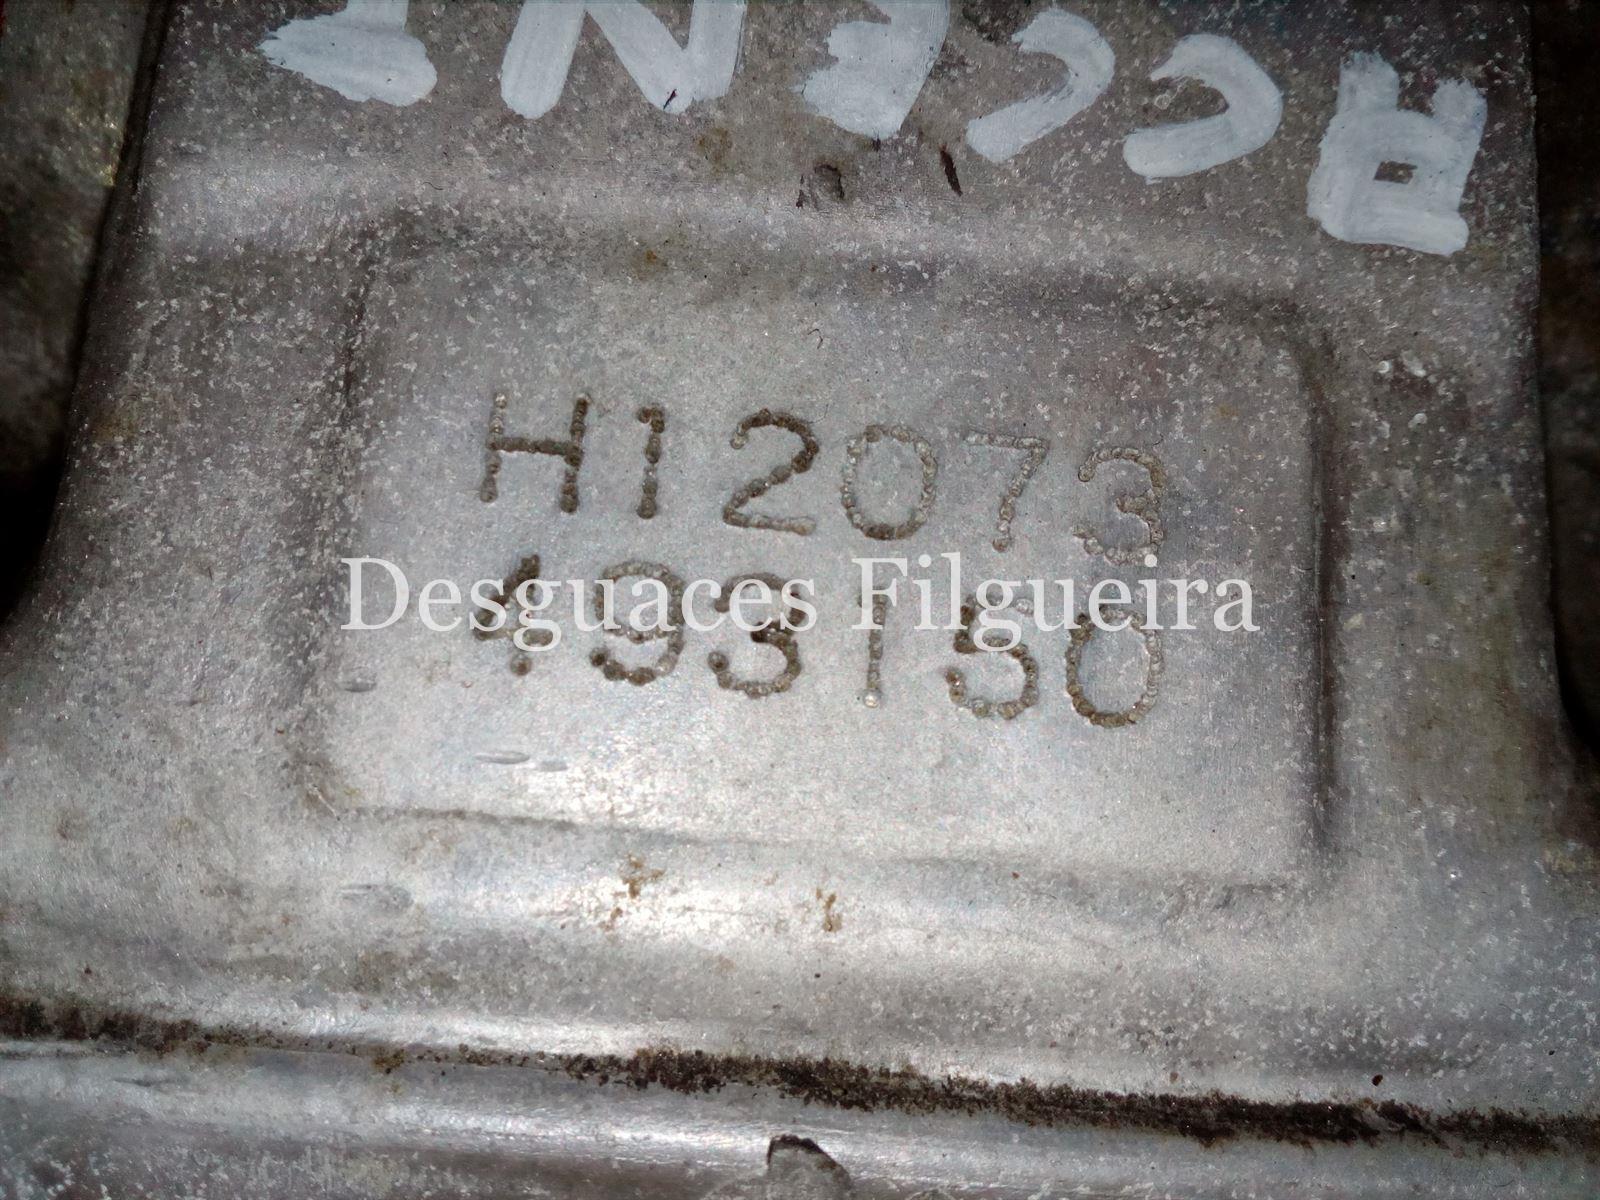 ACCENT
H12073
493150
Desguaces Filgueira